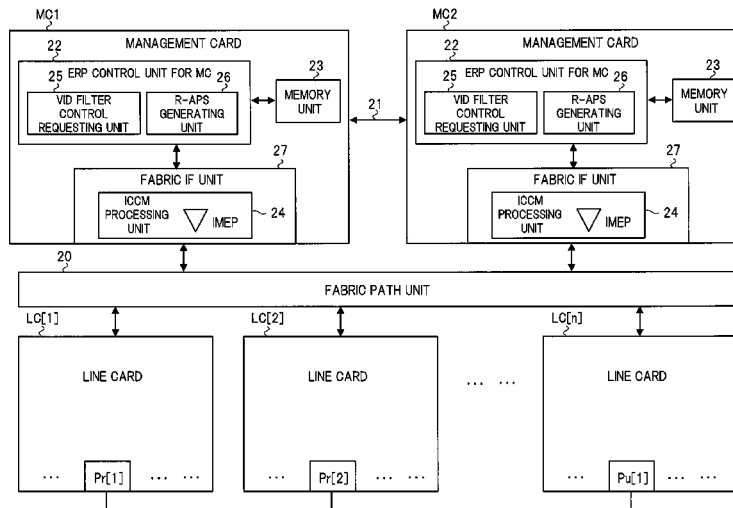 MC1
MC2
MANAGEMENT CARD
MANAGEMENT CARD
22
22
ERP CONTROL UNIT FOR MC
ERP CONTROL UNIT FOR MC
25
26
23
25
26
23
VID FILTER
CONTROL
REQUESTING UNIT
R-APS
GENERATING
UNIT
MEMORY
UNIT
21
VID FILTER
CONTROL
REQUESTING UNIT
R-APS
GENERATING
UNIT
MEMORY
UNIT
27
27
FABRIC IF UNIT
FABRIC IF UNIT
ICCM
PROCESSING
UNIT
IMEP
24
ICCM
PROCESSING
UNIT
IMEP
24
20
FABRIC PATH UNIT
LC[1]
LC[2]
LC[n]
LINE CARD
LINE CARD
LINE CARD
... ...
... Pr[1] ... ...
... Pr[2] ... ...
... Pu[1] ... ...